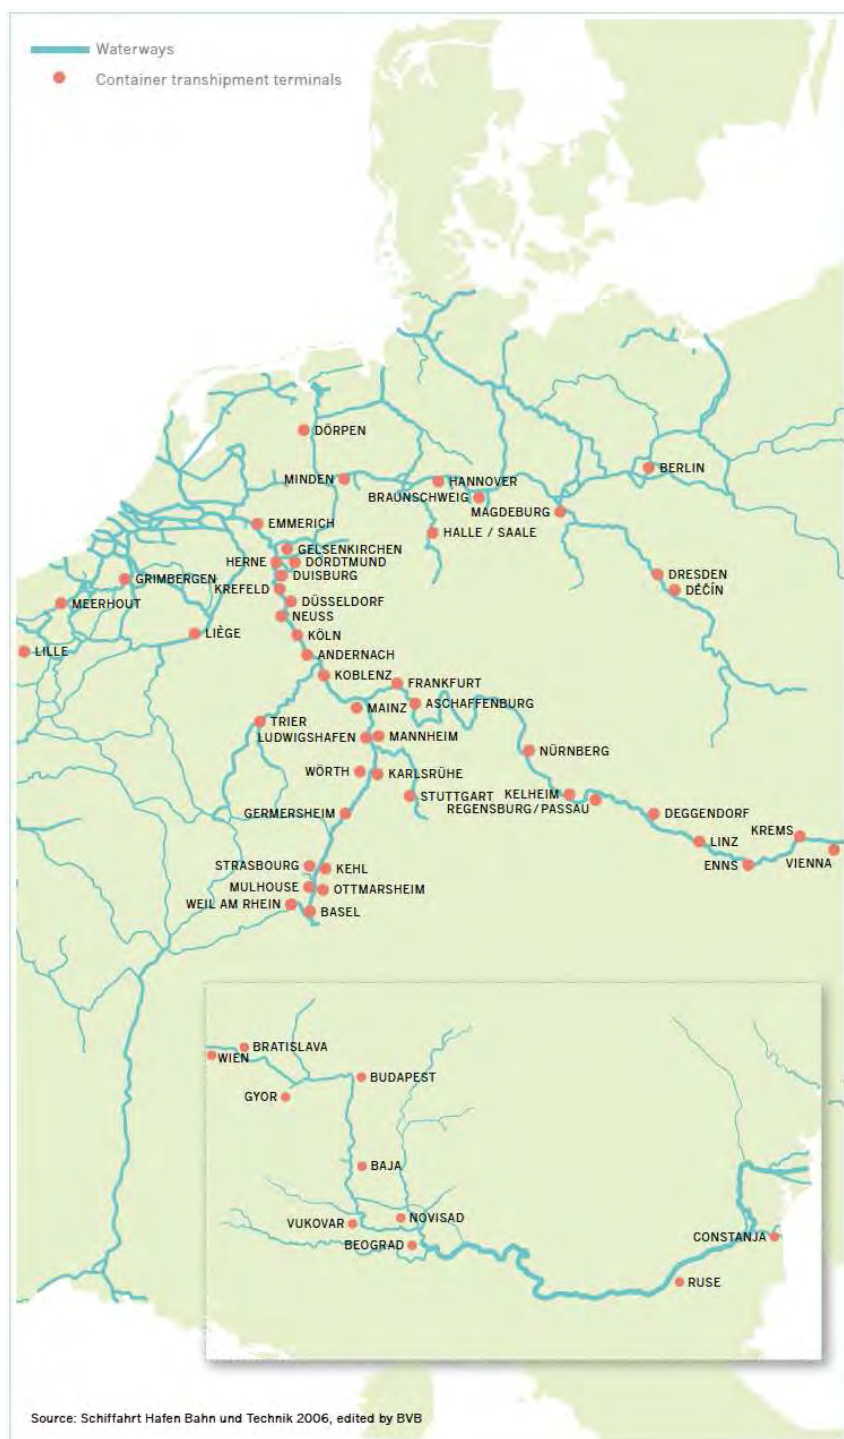 Waterways
Container transhipment terminals
DÖRPEN
MINDEN
HANNOVER
BERLIN
BRAUNSCHWEIG
MAGDEBURG
EMMERICH
HALLE / SAALE
GELSENKIRCHEN
HERNE
DORDTMUND
DUISBURG
GRIMBERGEN
KREFELD
DRESDEN
DĚČÍN
MEERHOUT
DÜSSELDORF
NEUSS
LIÈGE
KÖLN
LILLE
ANDERNACH
KOBLENZ
FRANKFURT
MAINZ
ASCHAFFENBURG
TRIER
LUDWIGSHAFEN
MANNHEIM
NÜRNBERG
WÖRTH
KARLSRÜHE
STUTTGART
KELHEIM
REGENSBURG/PASSAU
GERMERSHEIM
DEGGENDORF
KREMS
LINZ
ENNS
VIENNA
STRASBOURG
KEHL
MULHOUSE
OTTMARSHEIM
WEIL AM RHEIN
BASEL
BRATISLAVA
WIEN
BUDAPEST
GYOR
BAJA
VUKOVAR
NOVISAD
BEOGRAD
CONSTANJA
RUSE
Source: Schiffahrt Hafen Bahn und Technik 2006, edited by BVB